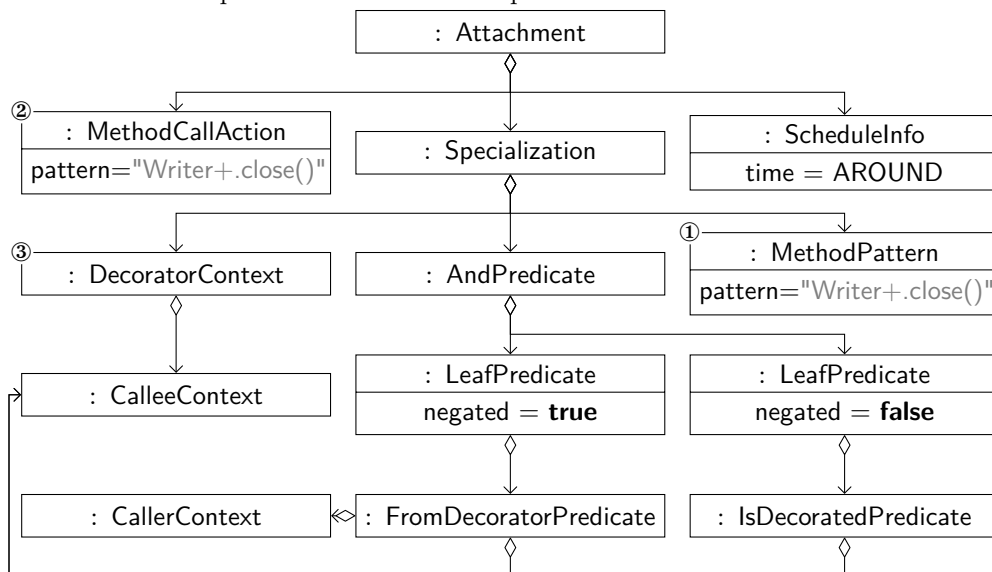 : Attachment
②
: MethodCallAction
pattern="Writer+.close()"
: Specialization
: ScheduleInfo
time = AROUND
③
: DecoratorContext
: AndPredicate
①
: MethodPattern
pattern="Writer+.close()"
: CalleeContext
: LeafPredicate
negated = true
: LeafPredicate
negated = false
: CallerContext
: FromDecoratorPredicate
: IsDecoratedPredicate